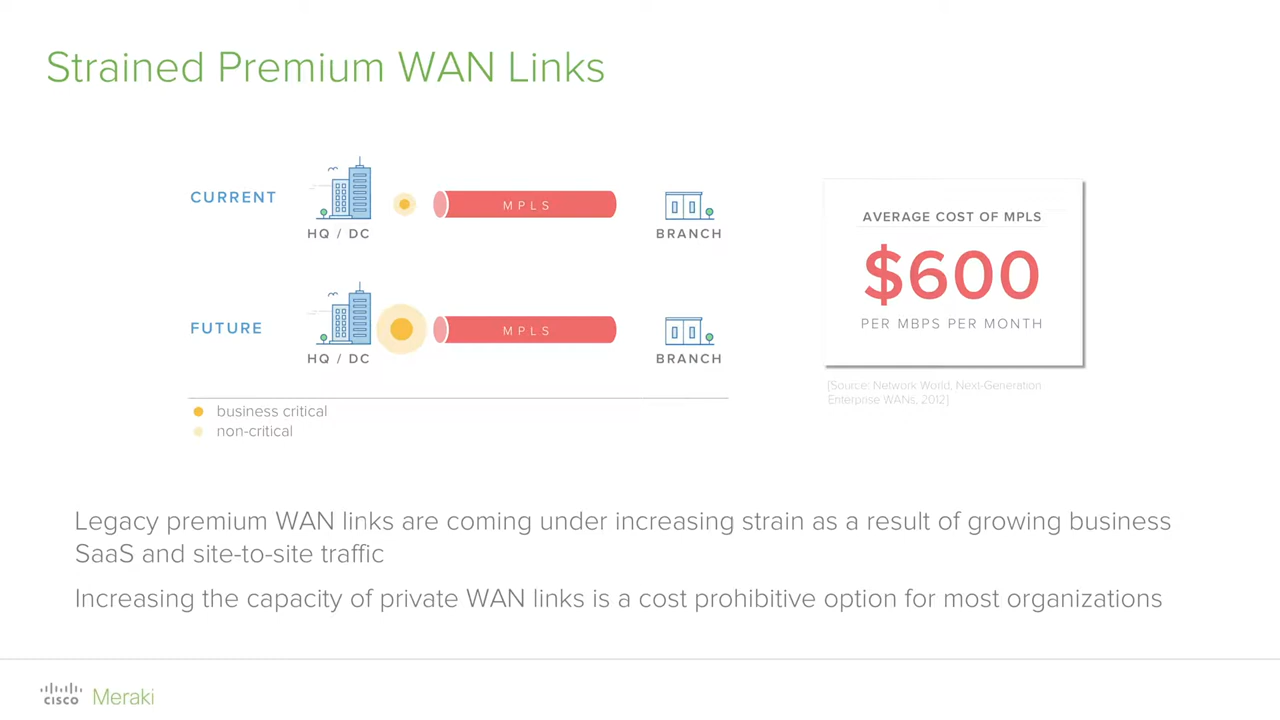 Strained Premium WAN Links
CURRENT
MPLS
HQ / DC
BRANCH
FUTURE
MPLS
HQ / DC
BRANCH
business critical
non-critical
AVERAGE COST OF MPLS
$600
PER MBPS PER MONTH
[Source: Network World, Next-Generation
Enterprise WANs, 2012]
Legacy premium WAN links are coming under increasing strain as a result of growing business
SaaS and site-to-site traffic
Increasing the capacity of private WAN links is a cost prohibitive option for most organizations
CISCO Meraki